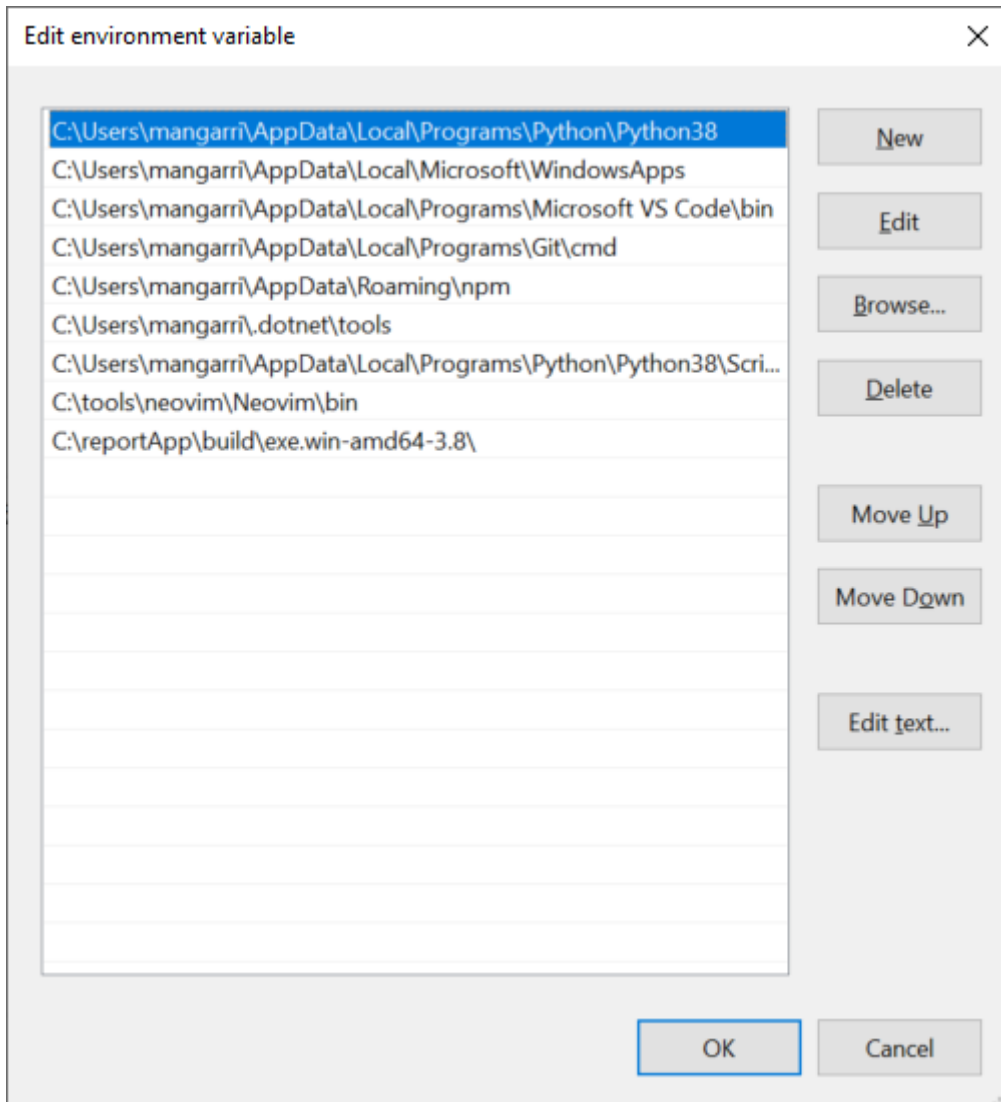 Edit environment variable
C:\Users\mangarri\AppData\Local\Programs\Python\Python38
C:\Users\mangarri\AppData\Local\Microsoft\WindowsApps
C:\Users\mangarri\AppData\Local\Programs\Microsoft VS Code\bin
C:\Users\mangarri\AppData\Local\Programs\Git\cmd
C:\Users\mangarri\AppData\Roaming\npm
C:\Users\mangarri\.dotnet\tools
C:\Users\mangarri\AppData\Local\Programs\Python\Python38\Scri...
C:\tools\neovim\Neovim\bin
C:\reportApp\build\exe.win-amd64-3.8\
New
Edit
Browse...
Delete
Move Up
Move Down
Edit text...
OK
Cancel